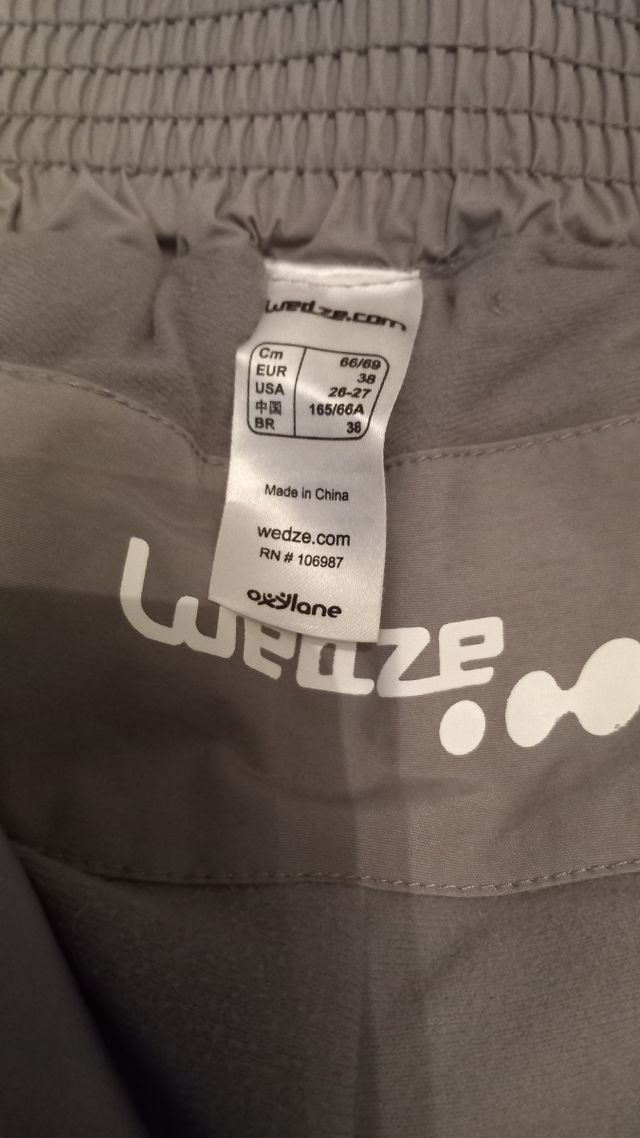 wedze.com
Cm 66/69
EUR 38
USA 26-27
中国 165/66A
BR 38
Made in China
wedze.com
RN # 106987
oxylane
wedze